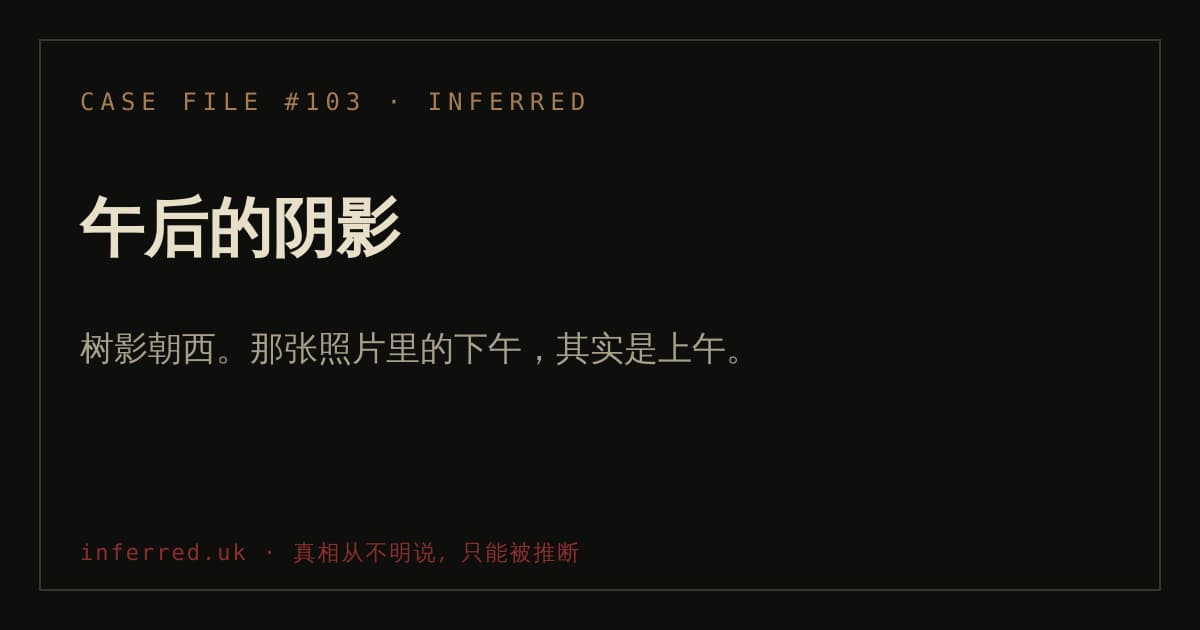 CASE FILE #103 · INFERRED
午后的阴影
树影朝西。那张照片里的下午，其实是上午。
inferred.uk · 真相从不明说，只能被推断